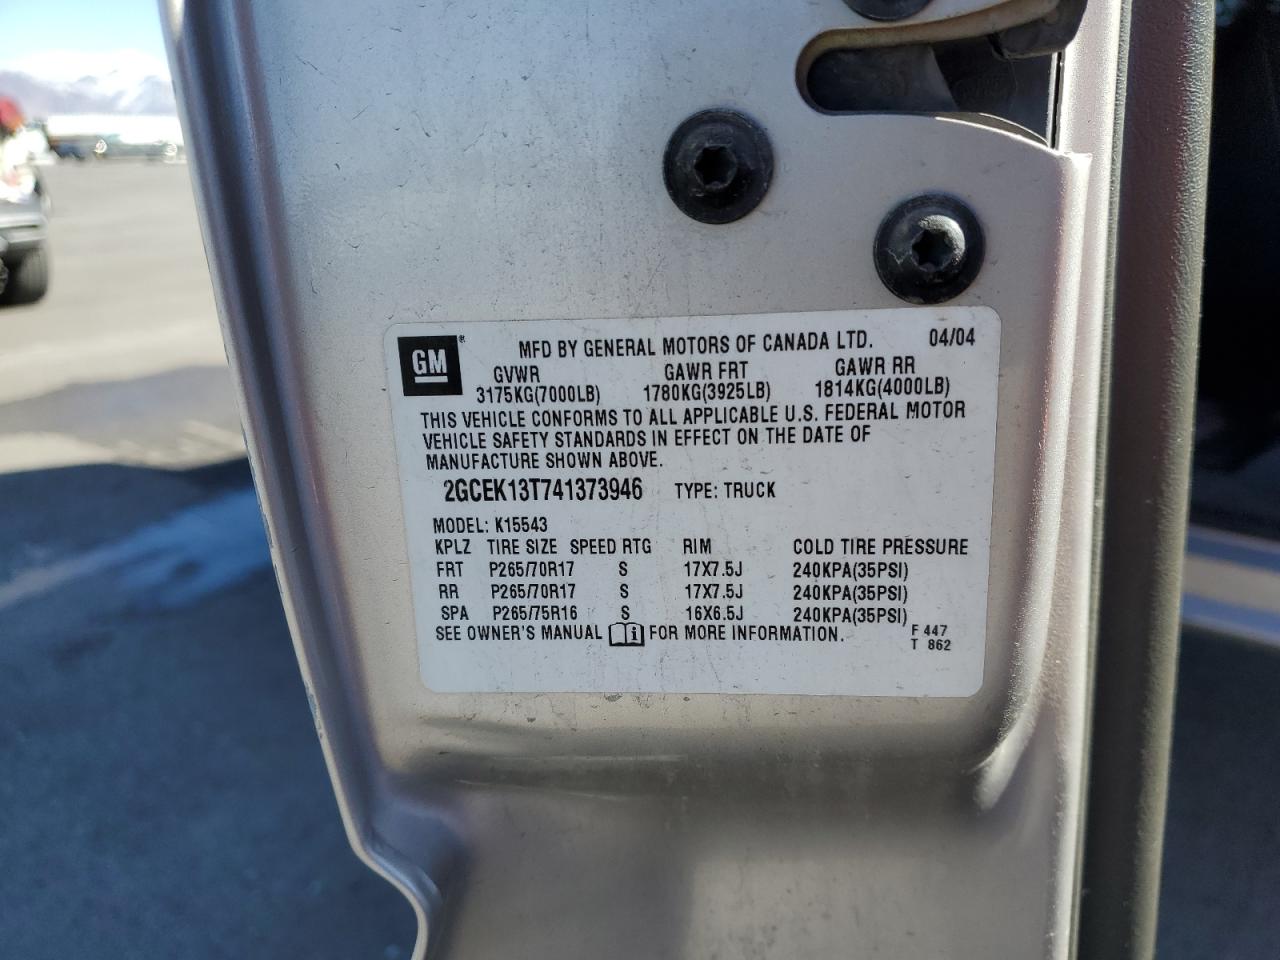 GM®
MFD BY GENERAL MOTORS OF CANADA LTD. 04/04
GVWR GAWR FRT GAWR RR
3175KG(7000LB) 1780KG(3925LB) 1814KG(4000LB)
THIS VEHICLE CONFORMS TO ALL APPLICABLE U.S. FEDERAL MOTOR
VEHICLE SAFETY STANDARDS IN EFFECT ON THE DATE OF
MANUFACTURE SHOWN ABOVE.
2GCEK13T741373946 TYPE: TRUCK
MODEL: K15543
KPLZ TIRE SIZE SPEED RTG RIM COLD TIRE PRESSURE
FRT P265/70R17 S 17X7.5J 240KPA(35PSI)
RR P265/70R17 S 17X7.5J 240KPA(35PSI)
SPA P265/75R16 S 16X6.5J 240KPA(35PSI)
SEE OWNER'S MANUAL i FOR MORE INFORMATION. F 447
T 862